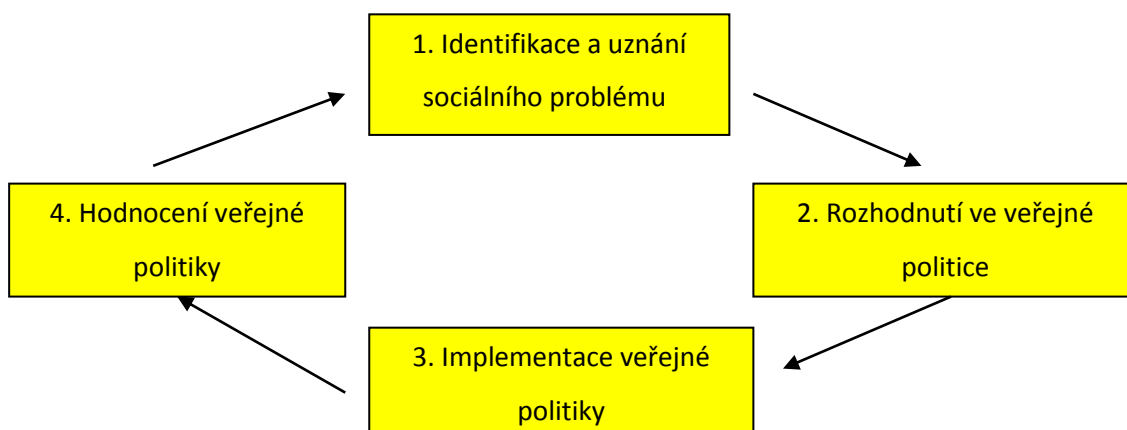 1. Identifikace a uznání
sociálního problému
2. Rozhodnutí ve veřejné
politice
3. Implementace veřejné
politiky
4. Hodnocení veřejné
politiky